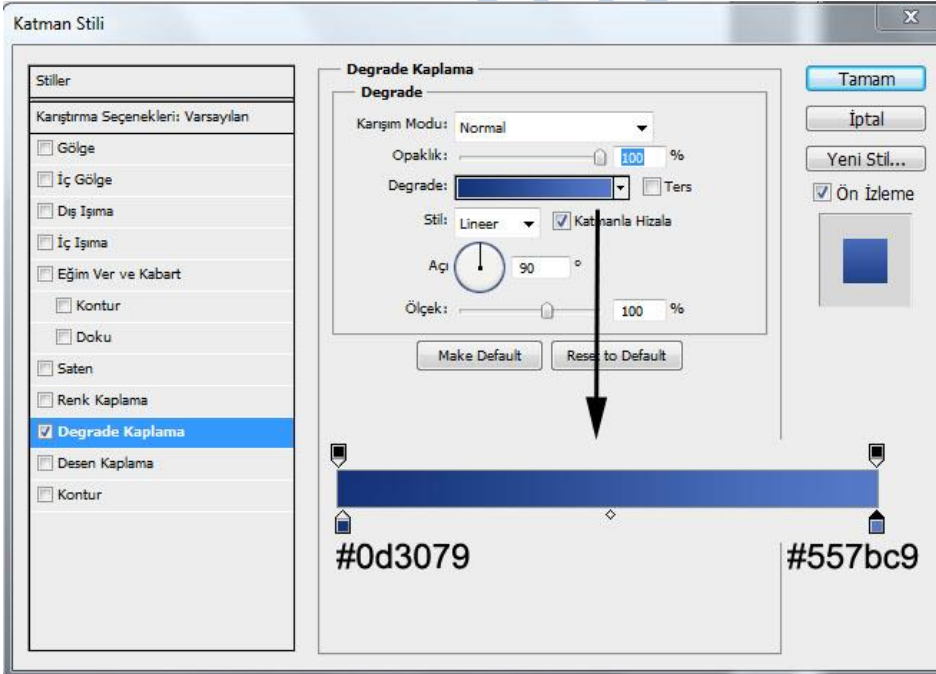 Katman Stili
Stiller
Karıştırma Seçenekleri: Varsayılan
Gölge
İç Gölge
Dış Işıma
İç Işıma
Eğim Ver ve Kabart
Kontur
Doku
Saten
Renk Kaplama
Degrade Kaplama
Desen Kaplama
Kontur
Degrade Kaplama
Degrade
Karışım Modu: Normal
Opaklık: 100 %
Degrade: Ters
Stil: Lineer Katmanla Hizala
Açı 90 °
Ölçek: 100 %
Make Default Reset to Default
#0d3079 #557bc9
Tamam
İptal
Yeni Stil...
Ön İzleme